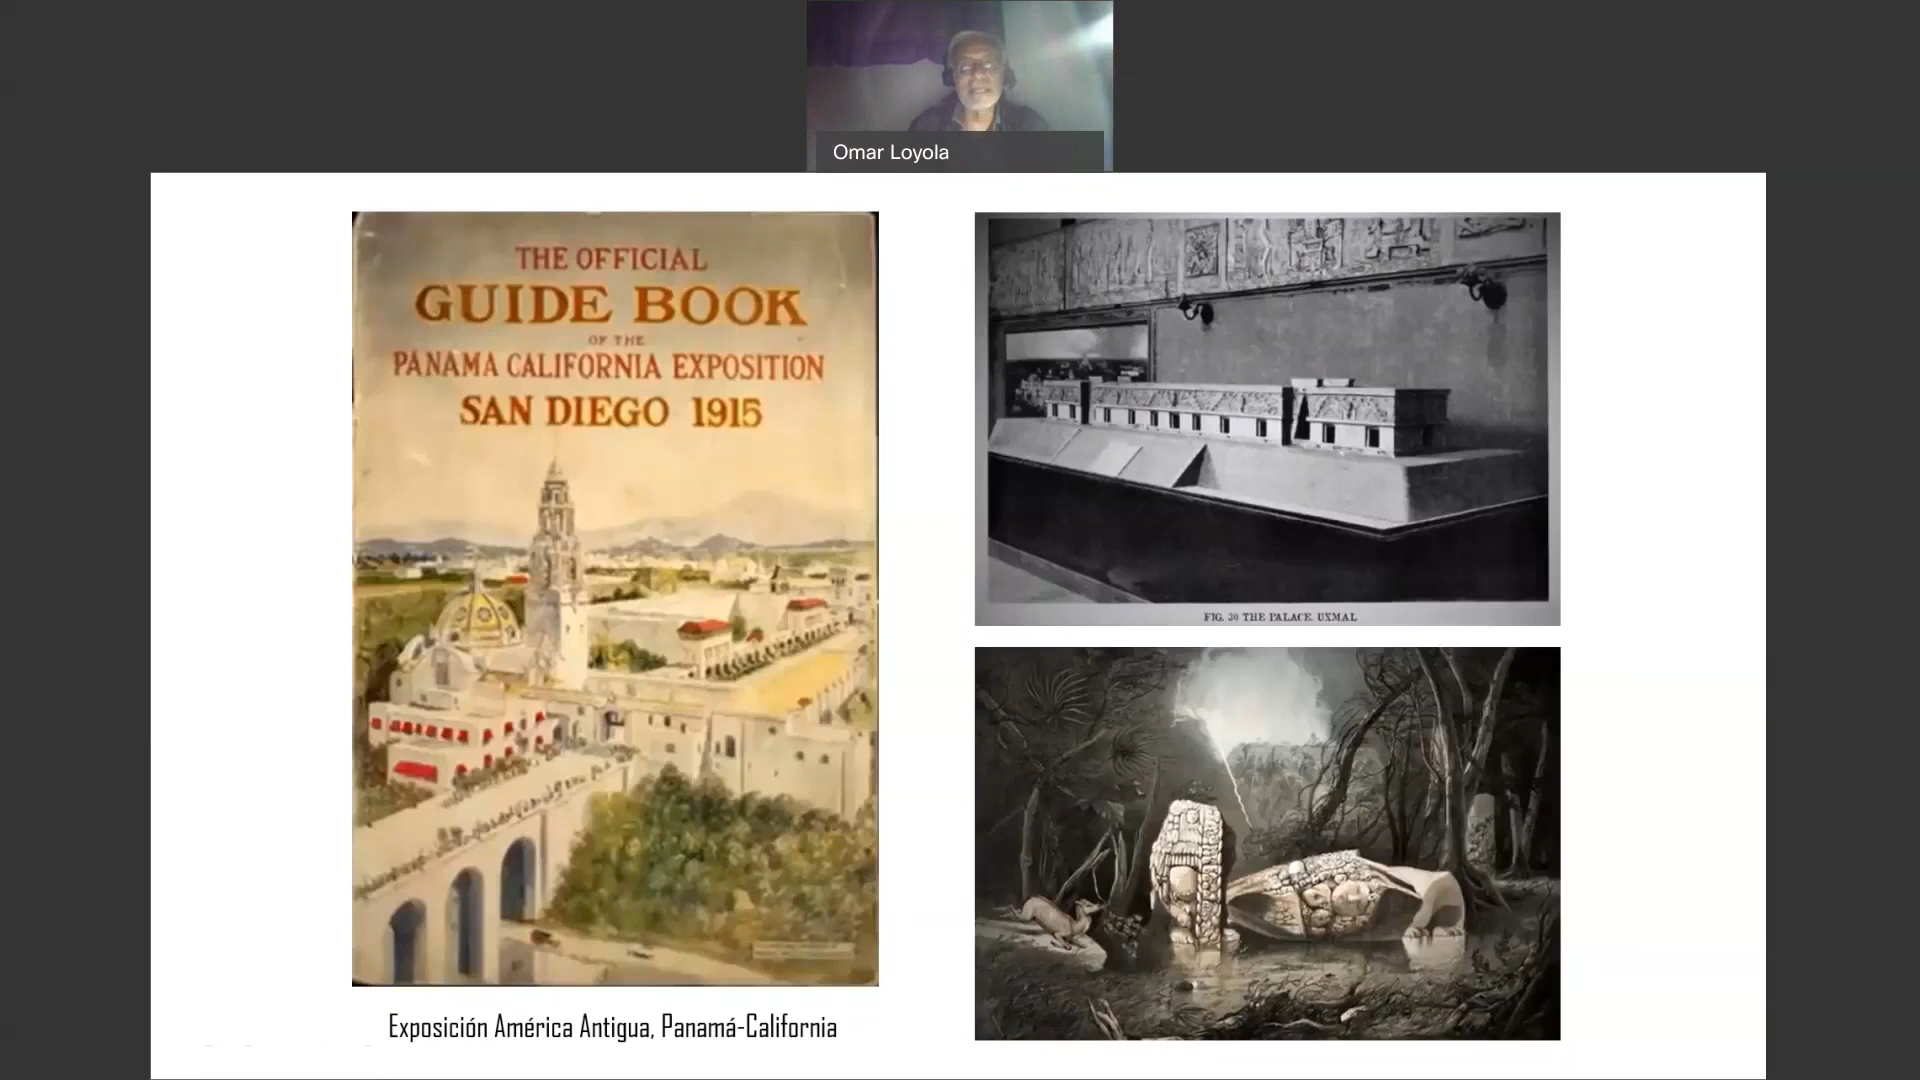 Omar Loyola
THE OFFICIAL
GUIDE BOOK
OF THE
PANAMA CALIFORNIA EXPOSITION
SAN DIEGO 1915
Exposición América Antigua, Panamá-California
FIG. 30 THE PALACE. UXMAL